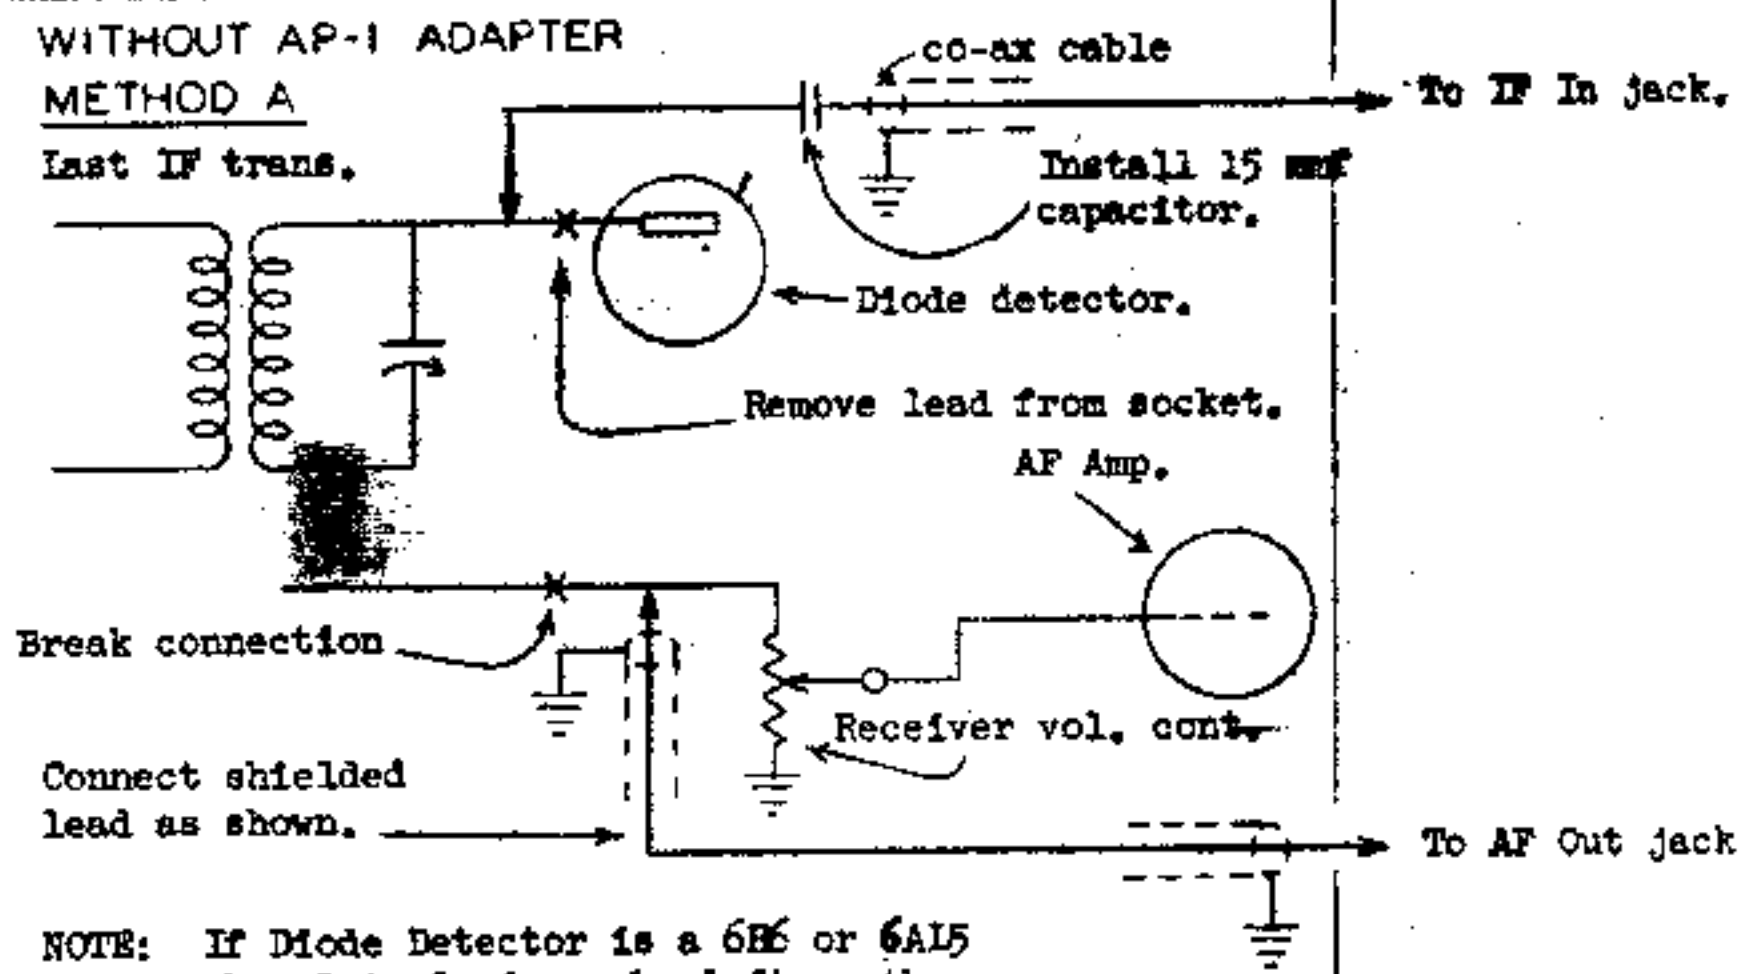 WITHOUT AP-1 ADAPTER
METHOD A
Last IF trans.
co-ax cable
To IF In jack.
Install 15 mmf
capacitor.
Diode detector.
Remove lead from socket.
AF Amp.
Break connection
Receiver vol. cont.
Connect shielded
lead as shown.
To AF Out jack
NOTE: If Diode Detector is a 6H6 or 6AL5